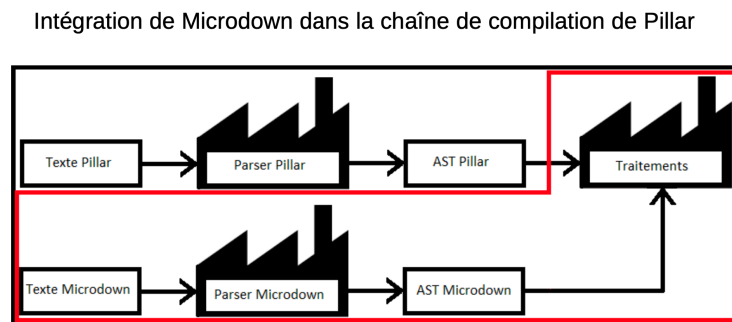 Intégration de Microdown dans la chaîne de compilation de Pillar
Texte Pillar
Parser Pillar
AST Pillar
Traitements
Texte Microdown
Parser Microdown
AST Microdown